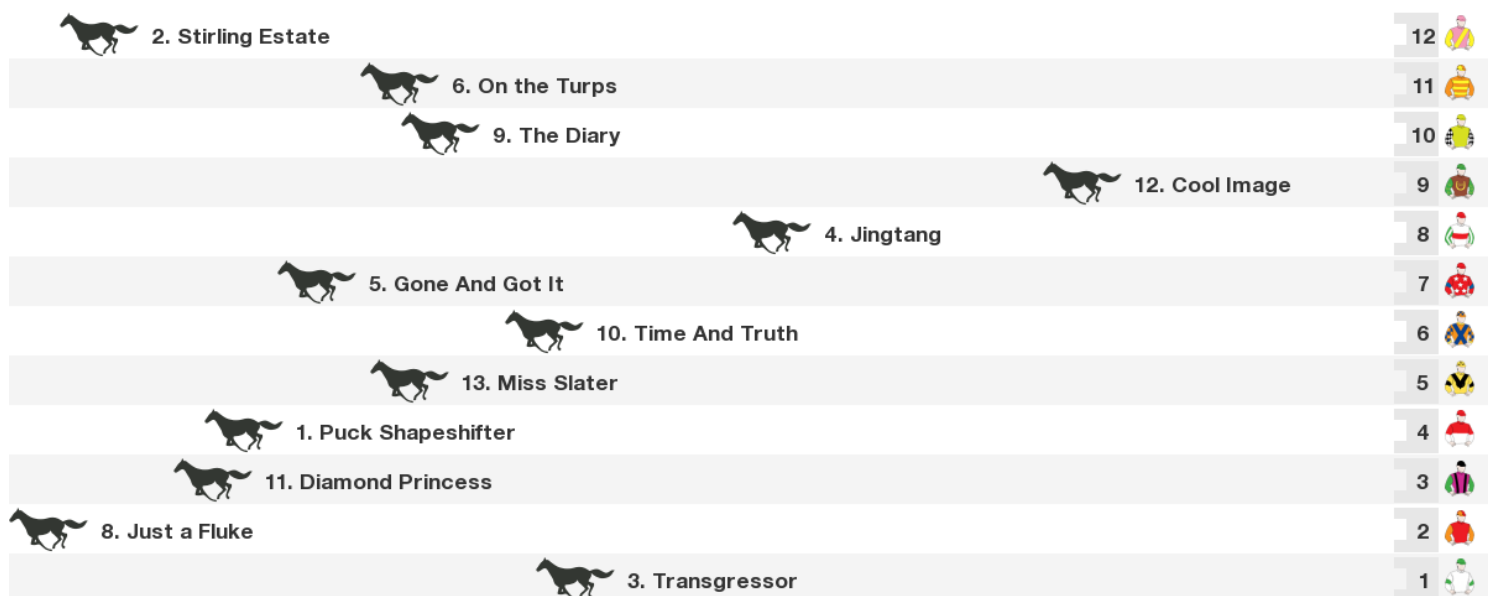 2. Stirling Estate 12
6. On the Turps 11
9. The Diary 10
12. Cool Image 9
4. Jingtang 8
5. Gone And Got It 7
10. Time And Truth 6
13. Miss Slater 5
1. Puck Shapeshifter 4
11. Diamond Princess 3
8. Just a Fluke 2
3. Transgressor 1